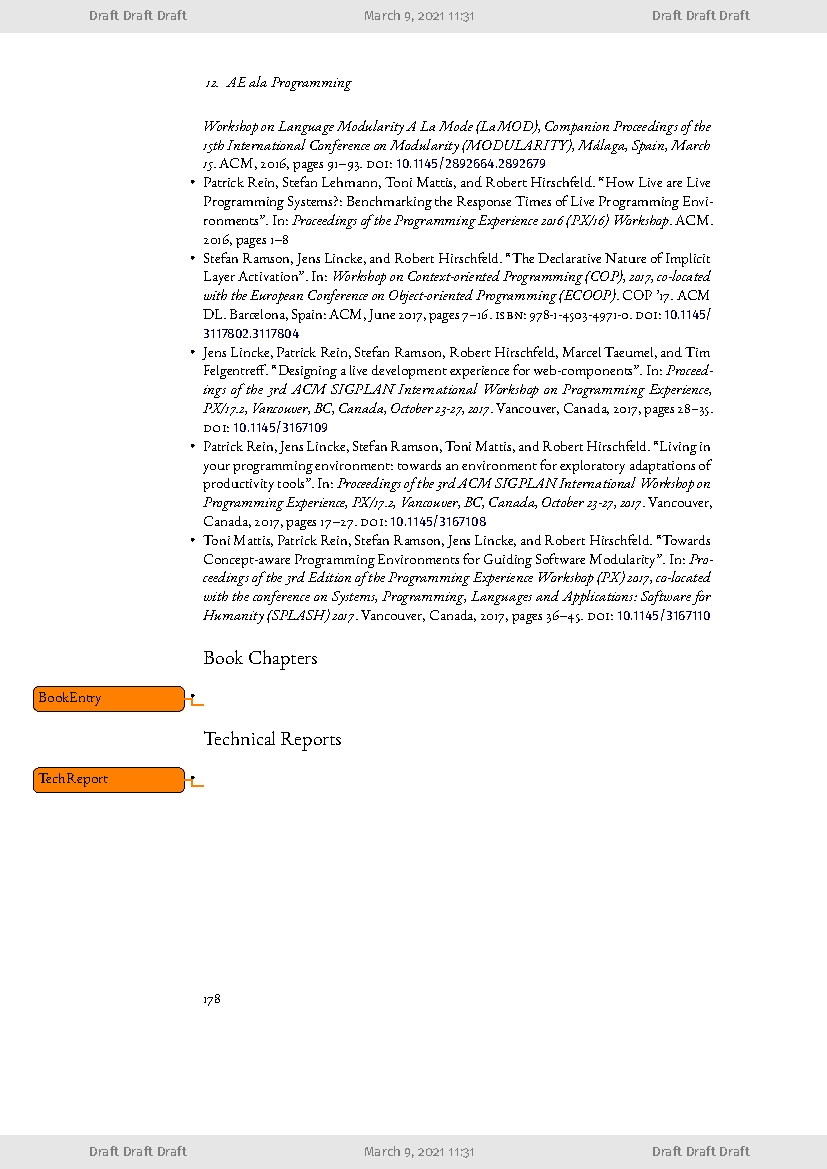 Draft Draft Draft March 9, 2021 11:31 Draft Draft Draft
12. AE ala Programming
Workshop on Language Modularity A La Mode (LaMOD), Companion Proceedings of the
15th International Conference on Modularity (MODULARITY), Málaga, Spain, March
15. ACM, 2016, pages 91–93. DOI: 10.1145/2892664.2892679
• Patrick Rein, Stefan Lehmann, Toni Mattis, and Robert Hirschfeld. “How Live are Live
Programming Systems?: Benchmarking the Response Times of Live Programming Envi-
ronments”. In: Proceedings of the Programming Experience 2016 (PX/16) Workshop. ACM.
2016, pages 1–8
• Stefan Ramson, Jens Lincke, and Robert Hirschfeld. “The Declarative Nature of Implicit
Layer Activation”. In: Workshop on Context-oriented Programming (COP), 2017, co-located
with the European Conference on Object-oriented Programming (ECOOP). COP ’17. ACM
DL. Barcelona, Spain: ACM, June 2017, pages 7–16. ISBN: 978-1-4503-4971-0. DOI: 10.1145/
3117802.3117804
• Jens Lincke, Patrick Rein, Stefan Ramson, Robert Hirschfeld, Marcel Taeumel, and Tim
Felgentreff. “Designing a live development experience for web-components”. In: Proceed-
ings of the 3rd ACM SIGPLAN International Workshop on Programming Experience,
PX/17.2, Vancouver, BC, Canada, October 23-27, 2017. Vancouver, Canada, 2017, pages 28–35.
DOI: 10.1145/3167109
• Patrick Rein, Jens Lincke, Stefan Ramson, Toni Mattis, and Robert Hirschfeld. “Living in
your programming environment: towards an environment for exploratory adaptations of
productivity tools”. In: Proceedings of the 3rd ACM SIGPLAN International Workshop on
Programming Experience, PX/17.2, Vancouver, BC, Canada, October 23-27, 2017. Vancouver,
Canada, 2017, pages 17–27. DOI: 10.1145/3167108
• Toni Mattis, Patrick Rein, Stefan Ramson, Jens Lincke, and Robert Hirschfeld. “Towards
Concept-aware Programming Environments for Guiding Software Modularity”. In: Pro-
ceedings of the 3rd Edition of the Programming Experience Workshop (PX) 2017, co-located
with the conference on Systems, Programming, Languages and Applications: Software for
Humanity (SPLASH) 2017. Vancouver, Canada, 2017, pages 36–45. DOI: 10.1145/3167110
Book Chapters
BookEntry •
Technical Reports
TechReport •
178
Draft Draft Draft March 9, 2021 11:31 Draft Draft Draft